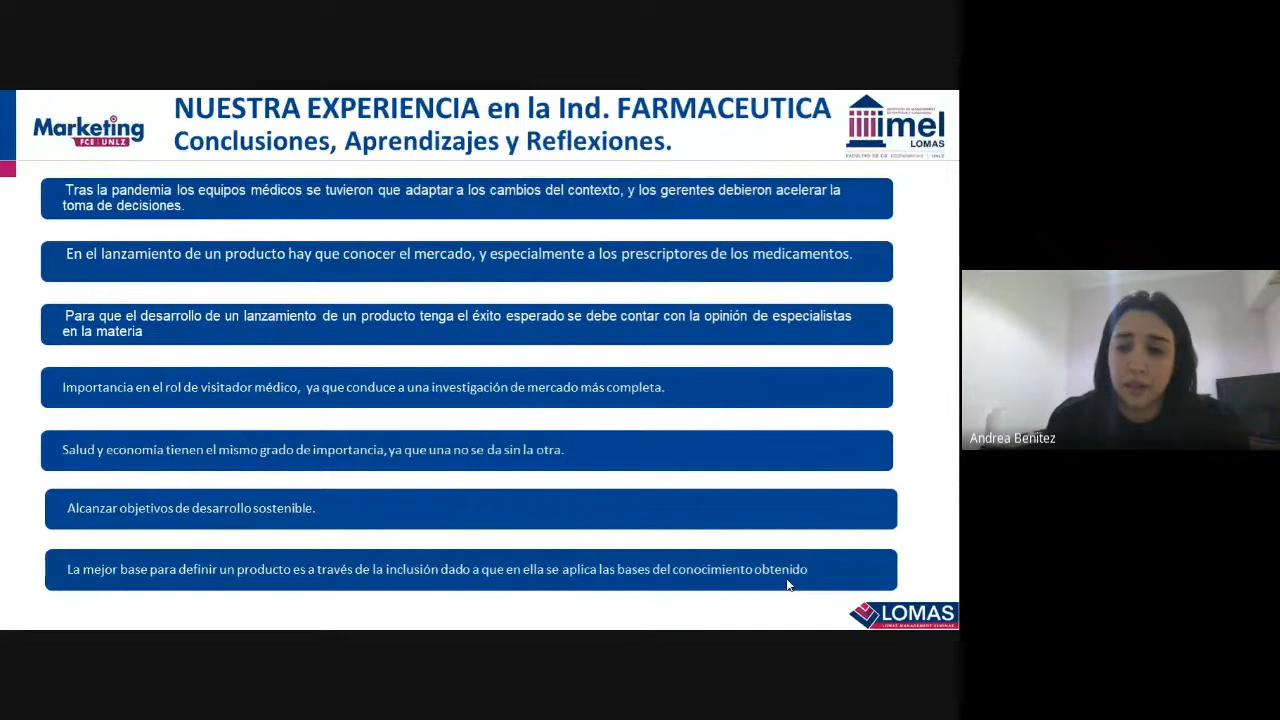 NUESTRA EXPERIENCIA en la Ind. FARMACEUTICA
Conclusiones, Aprendizajes y Reflexiones.
Marketing
FCE | UNLZ
imel
LOMAS
Tras la pandemia los equipos médicos se tuvieron que adaptar a los cambios del contexto, y los gerentes debieron acelerar la
toma de decisiones.
En el lanzamiento de un producto hay que conocer el mercado, y especialmente a los prescriptores de los medicamentos.
Para que el desarrollo de un lanzamiento de un producto tenga el éxito esperado se debe contar con la opinión de especialistas
en la materia
Importancia en el rol de visitador médico, ya que conduce a una investigación de mercado más completa.
Salud y economía tienen el mismo grado de importancia, ya que una no se da sin la otra.
Alcanzar objetivos de desarrollo sostenible.
La mejor base para definir un producto es a través de la inclusión dado a que en ella se aplica las bases del conocimiento obtenido
LOMAS
Andrea Benitez